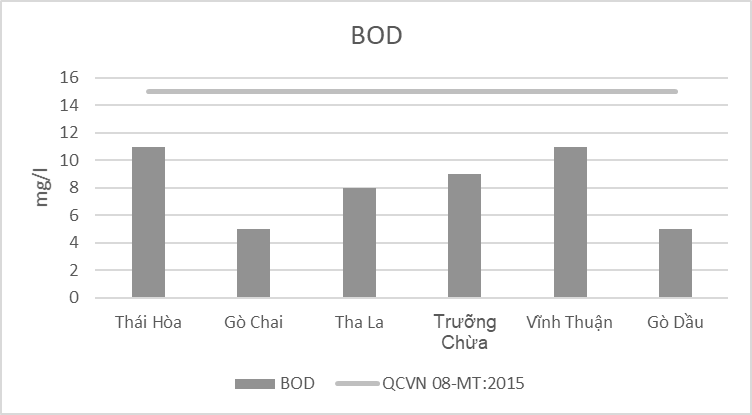 BOD
16
14
12
10
8
6
4
2
0
mg/l
Thái Hòa
Gò Chai
Tha La
Trưỡng
Chừa
Vĩnh Thuận
Gò Dầu
BOD
QCVN 08-MT:2015